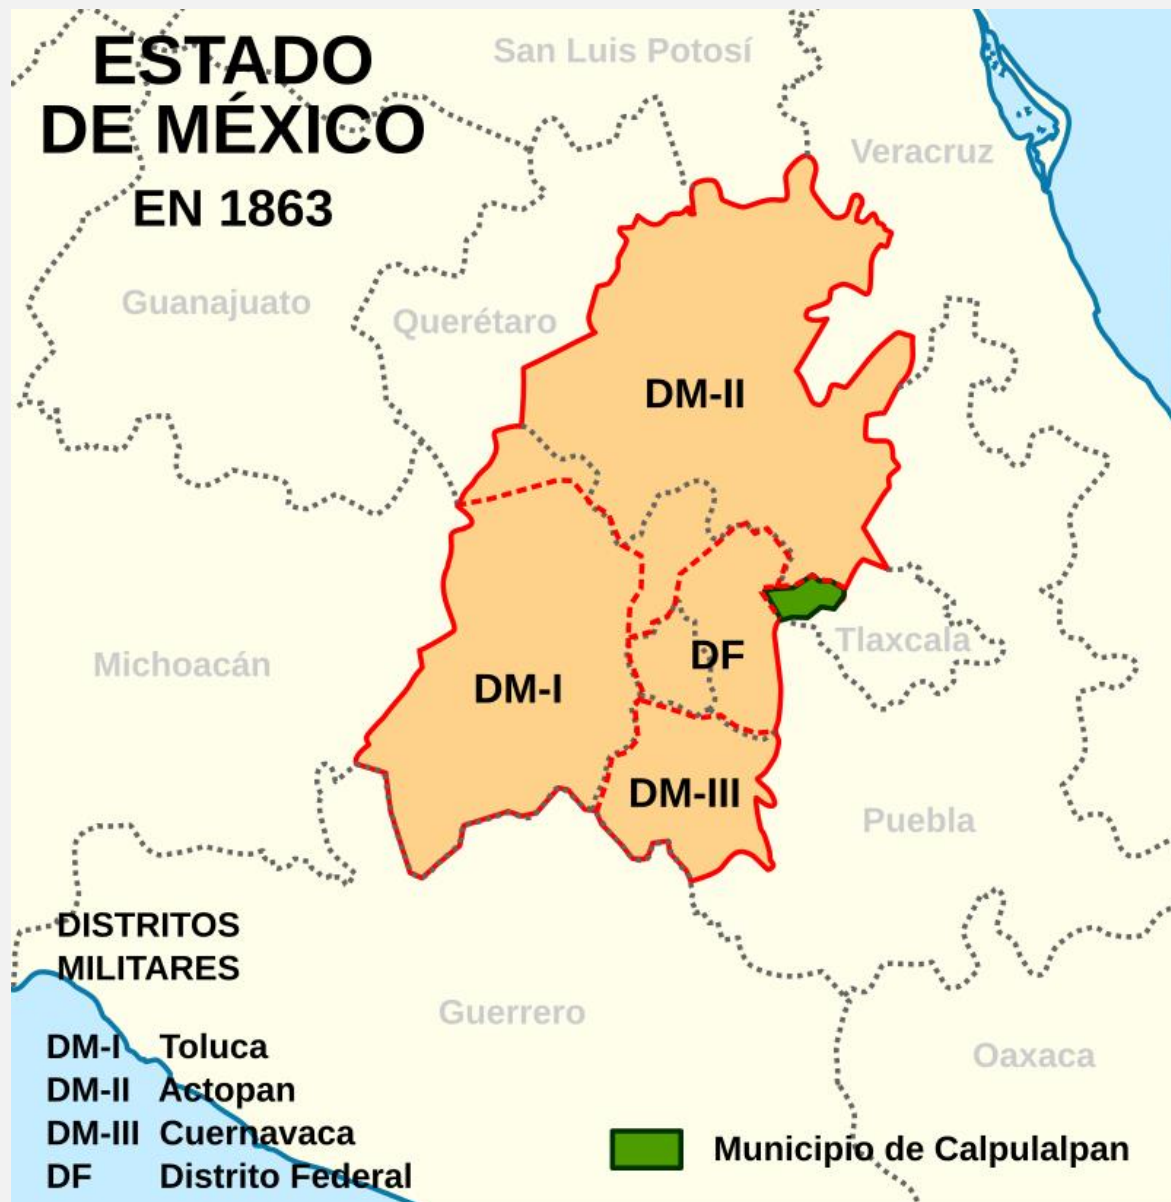 ESTADO
DE MÉXICO
EN 1863
San Luis Potosí
Veracruz
Guanajuato
Querétaro
DM-II
Michoacán
DM-I
DF
Tlaxcala
DM-III
Puebla
DISTRITOS
MILITARES
Guerrero
Oaxaca
DM-I Toluca
DM-II Actopan
DM-III Cuernavaca
DF Distrito Federal
Municipio de Calpulalpan